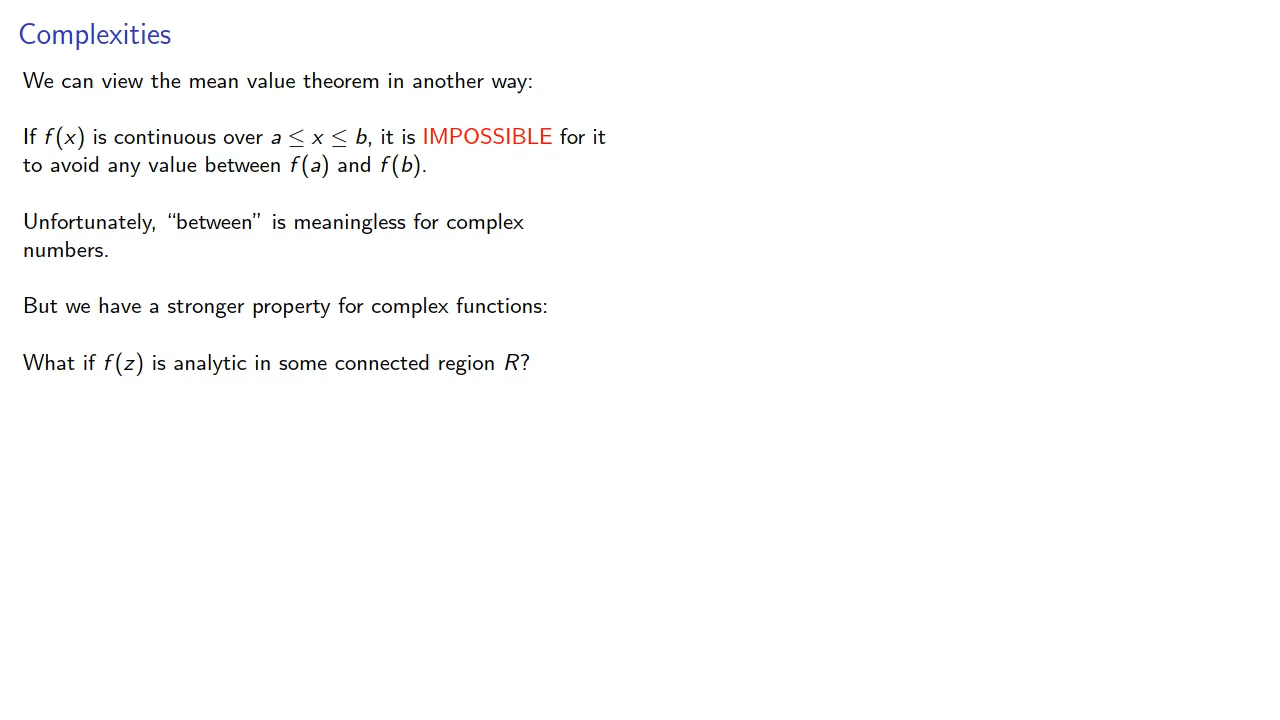 Complexities
We can view the mean value theorem in another way:
If f(x) is continuous over a ≤ x ≤ b, it is IMPOSSIBLE for it
to avoid any value between f(a) and f(b).
Unfortunately, “between” is meaningless for complex
numbers.
But we have a stronger property for complex functions:
What if f(z) is analytic in some connected region R?